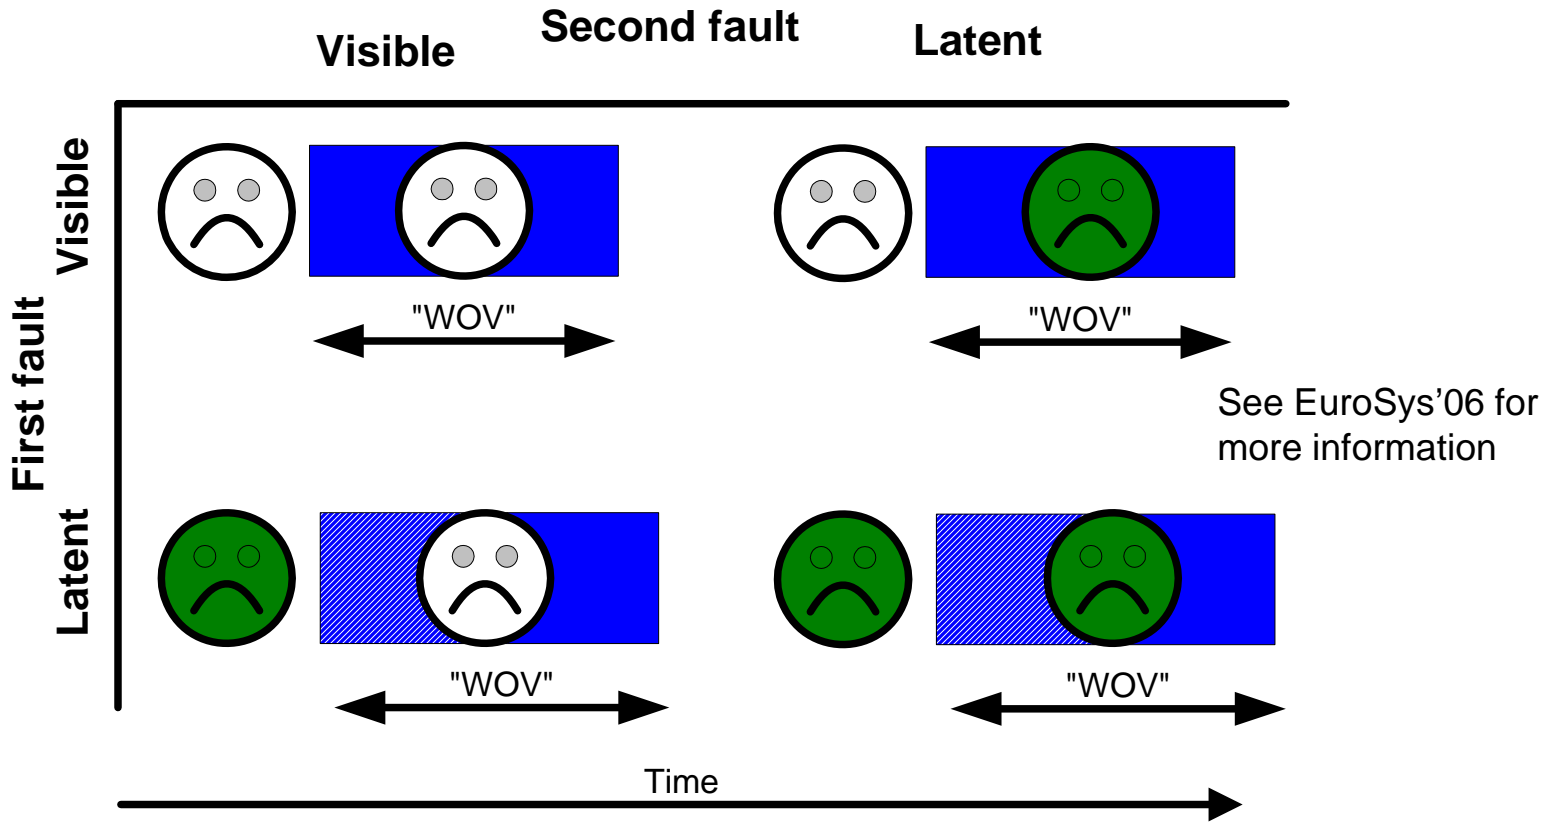 Second fault
Visible
Latent
First fault
Visible
Latent
"WOV"
"WOV"
See EuroSys’06 for
more information
"WOV"
"WOV"
Time